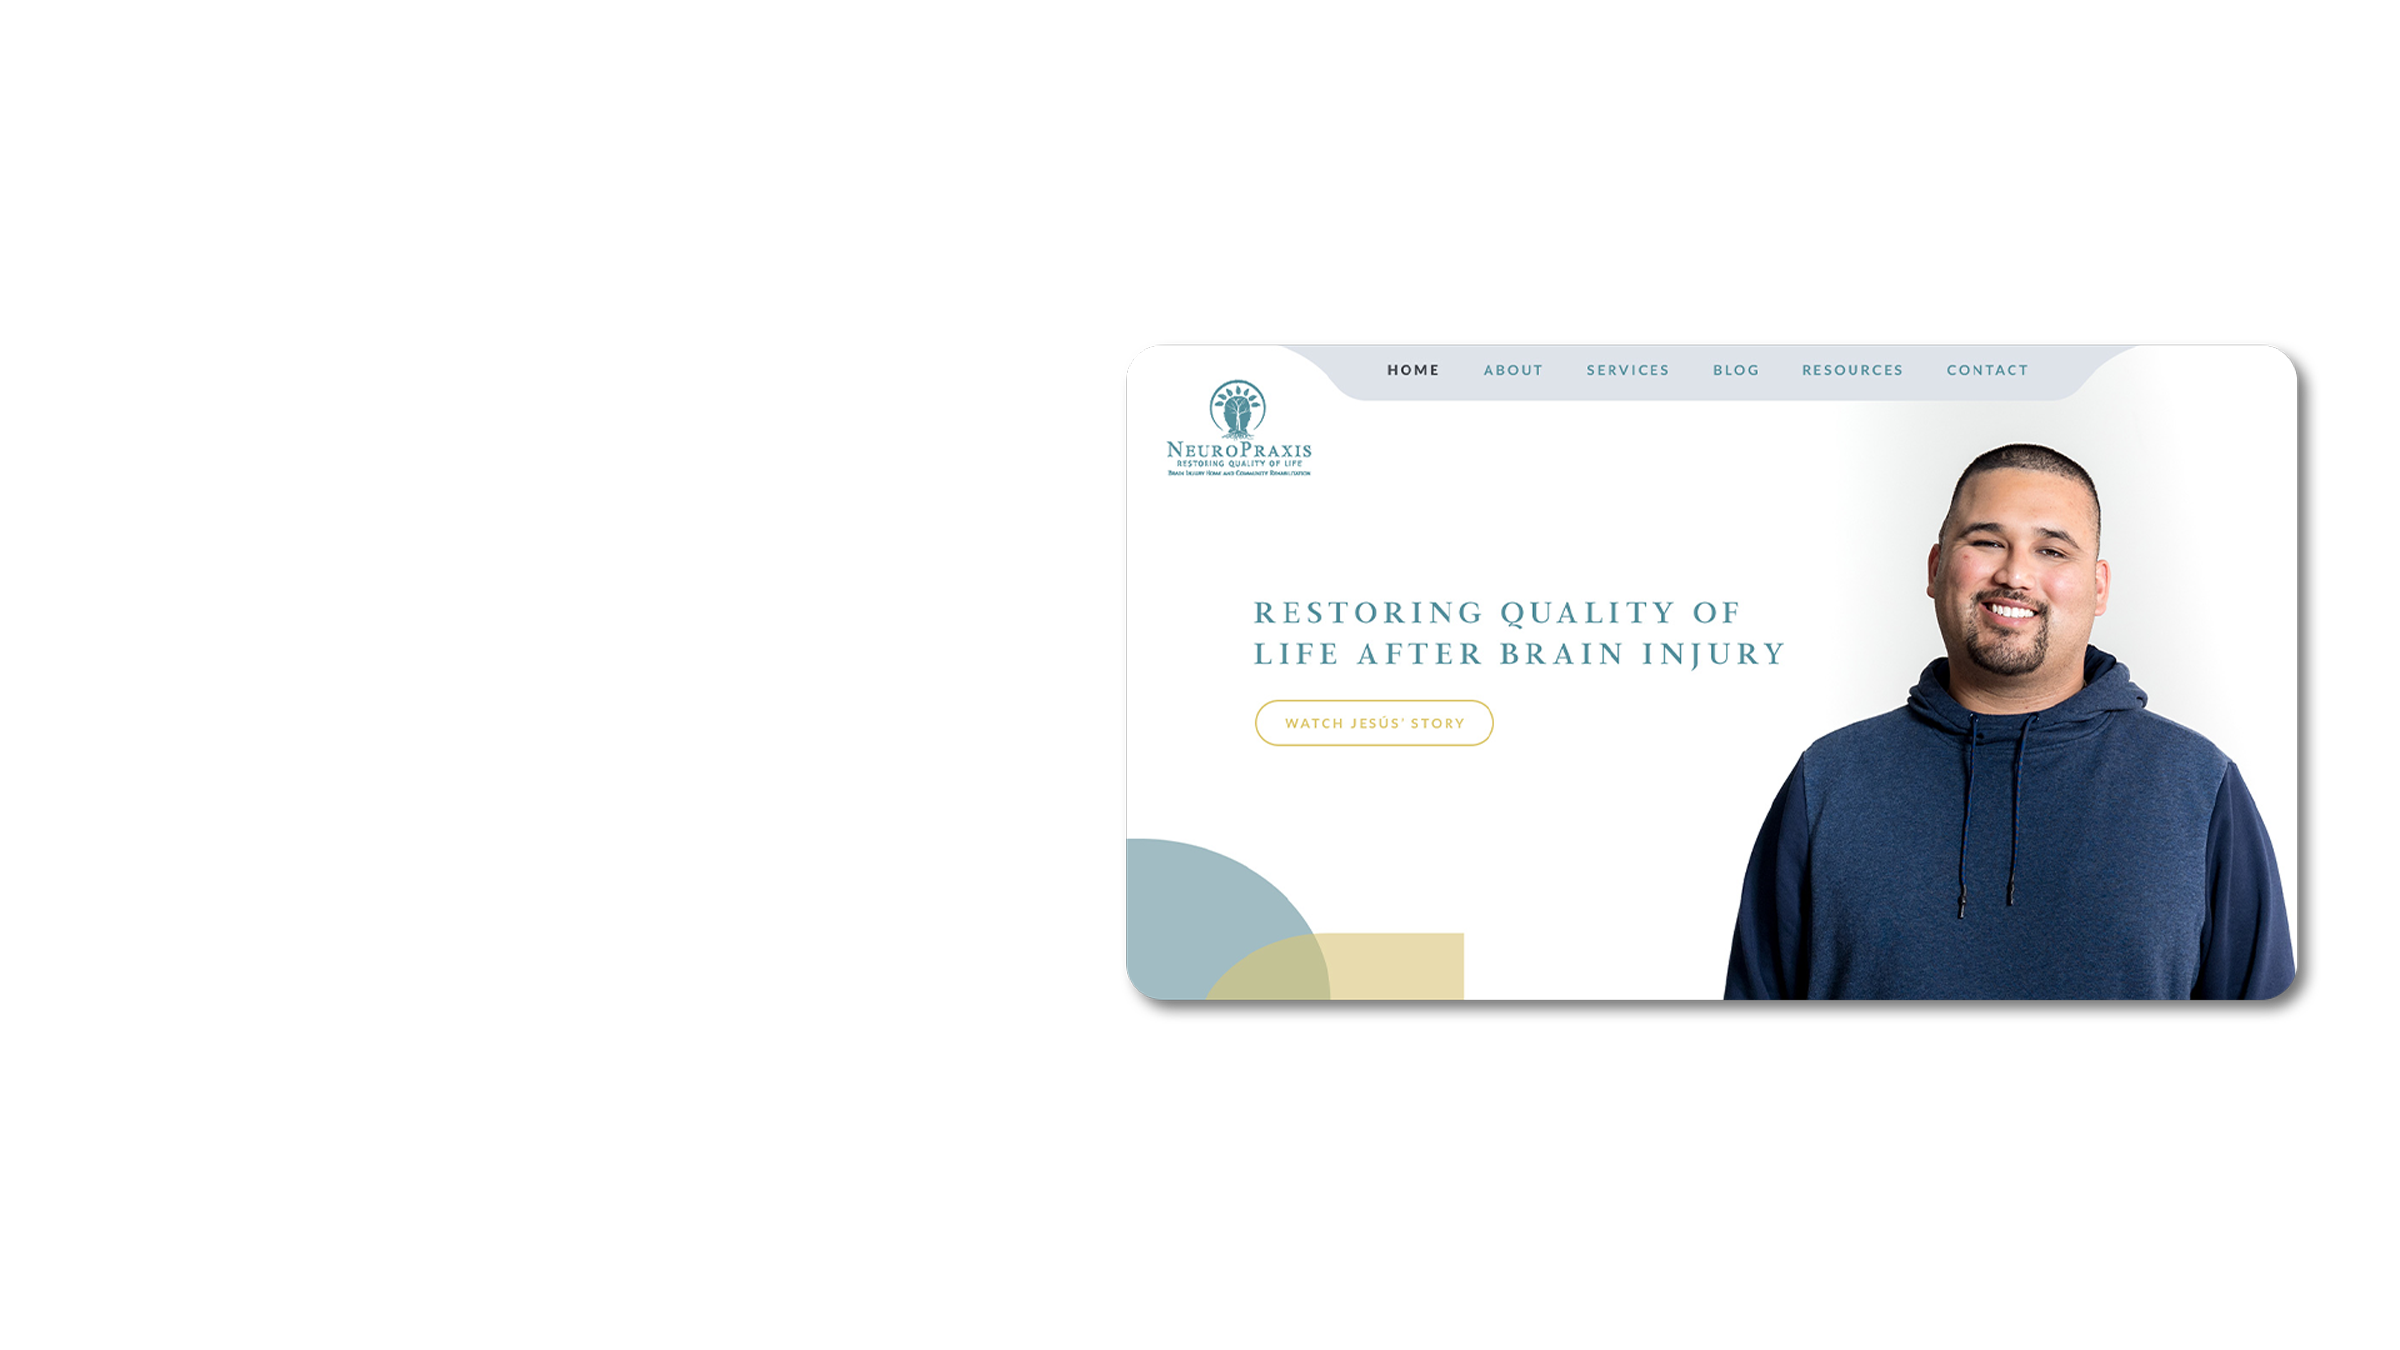 HOME ABOUT SERVICES BLOG RESOURCES CONTACT
NEUROPRAXIS
RESTORING QUALITY OF LIFE
BRAIN INJURY HOME AND COMMUNITY REHABILITATION
RESTORING QUALITY OF
LIFE AFTER BRAIN INJURY
WATCH JESÚS' STORY